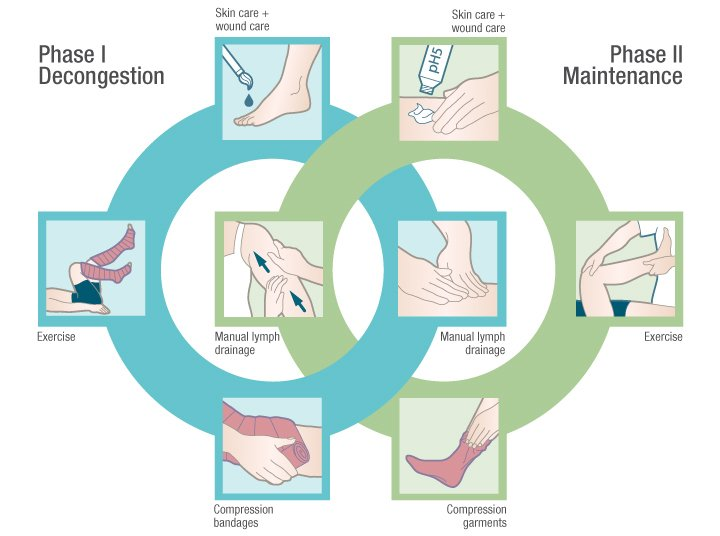 Skin care +
wound care
Skin care +
wound care
Phase I
Decongestion
Phase II
Maintenance
pH5
Exercise
Manual lymph
drainage
Manual lymph
drainage
Exercise
Compression
bandages
Compression
garments